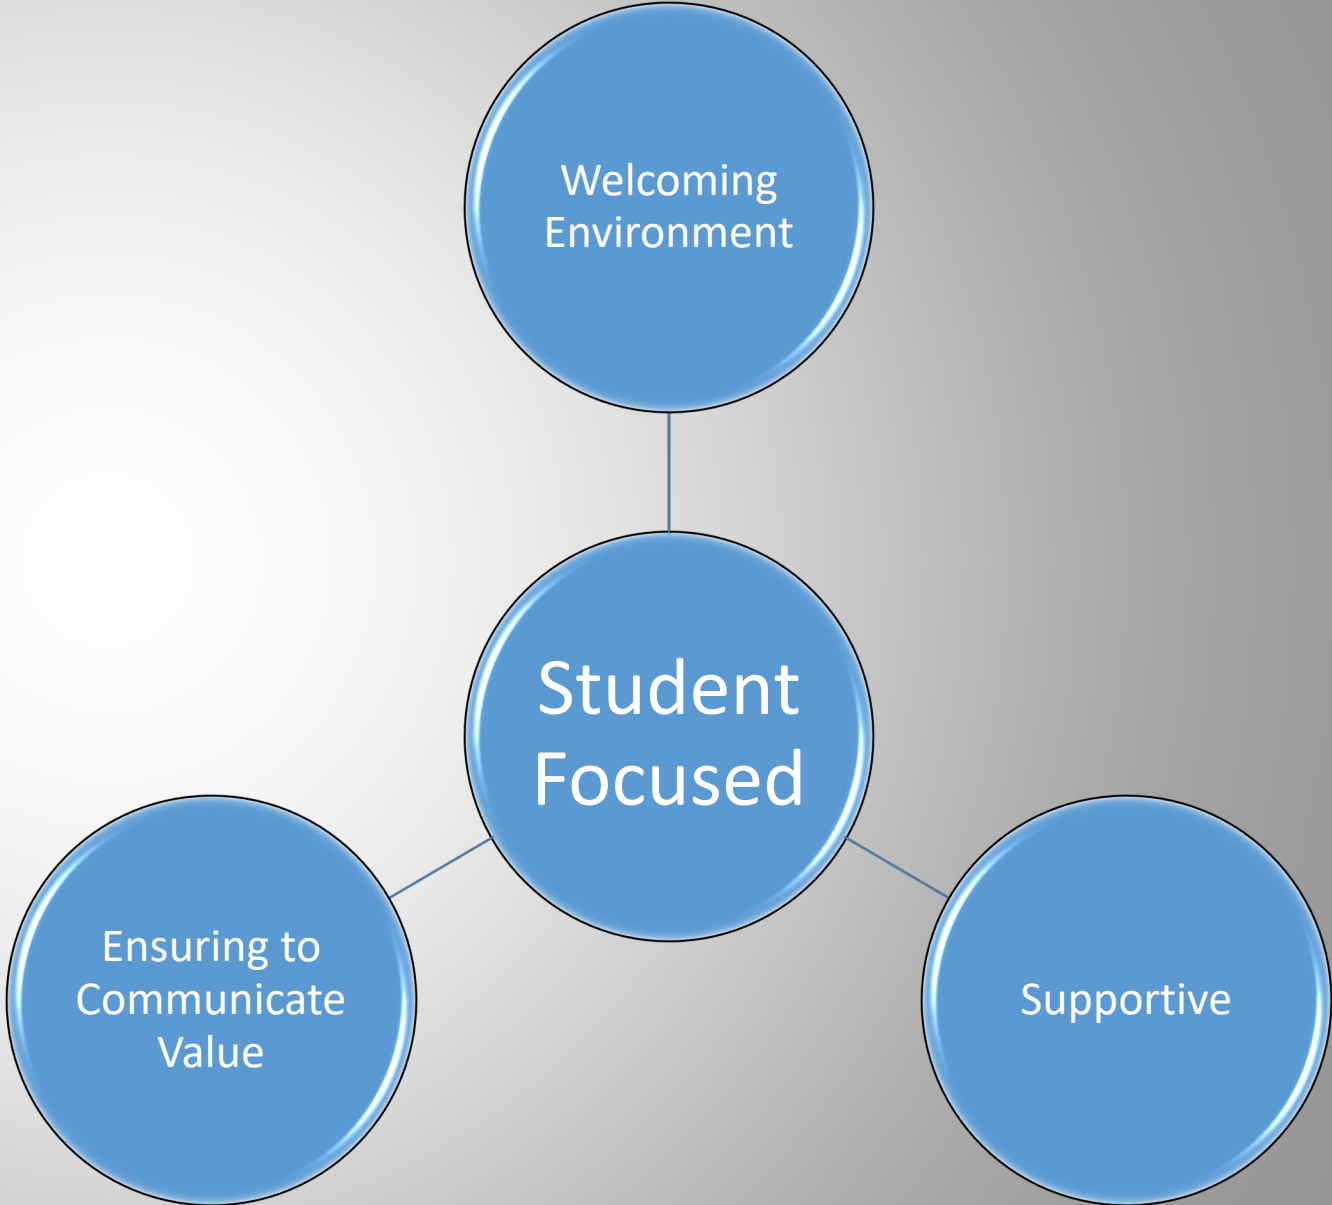 Welcoming
Environment
Student
Focused
Ensuring to
Communicate
Value
Supportive